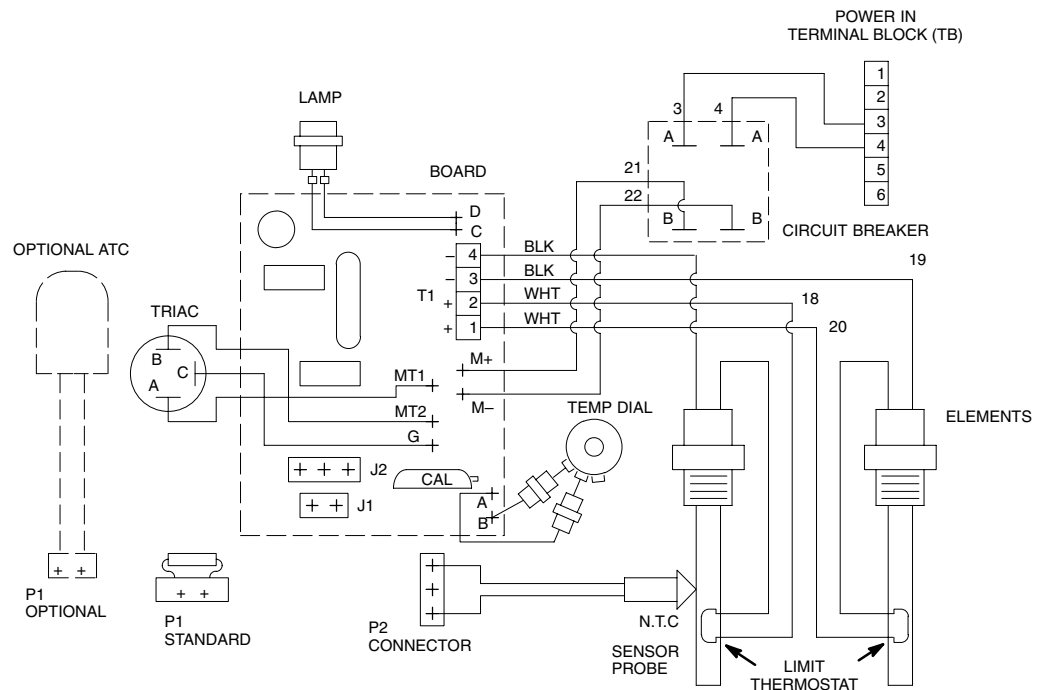 POWER IN
TERMINAL BLOCK (TB)
1
2
3
4
5
6
3 4
A A
B B
CIRCUIT BREAKER
21
22
LAMP
BOARD
D
C
– 4 BLK
– 3 BLK
T1
+ 2 WHT
+ 1 WHT
19
18
20
OPTIONAL ATC
TRIAC
B
C
A
MT1
MT2
G
M+
M–
TEMP DIAL
ELEMENTS
+ + + J2
+ + J1
CAL
A
B
+ +
P1
OPTIONAL
+ +
P1
STANDARD
+
+
+
P2
CONNECTOR
N.T.C
SENSOR
PROBE
LIMIT
THERMOSTAT